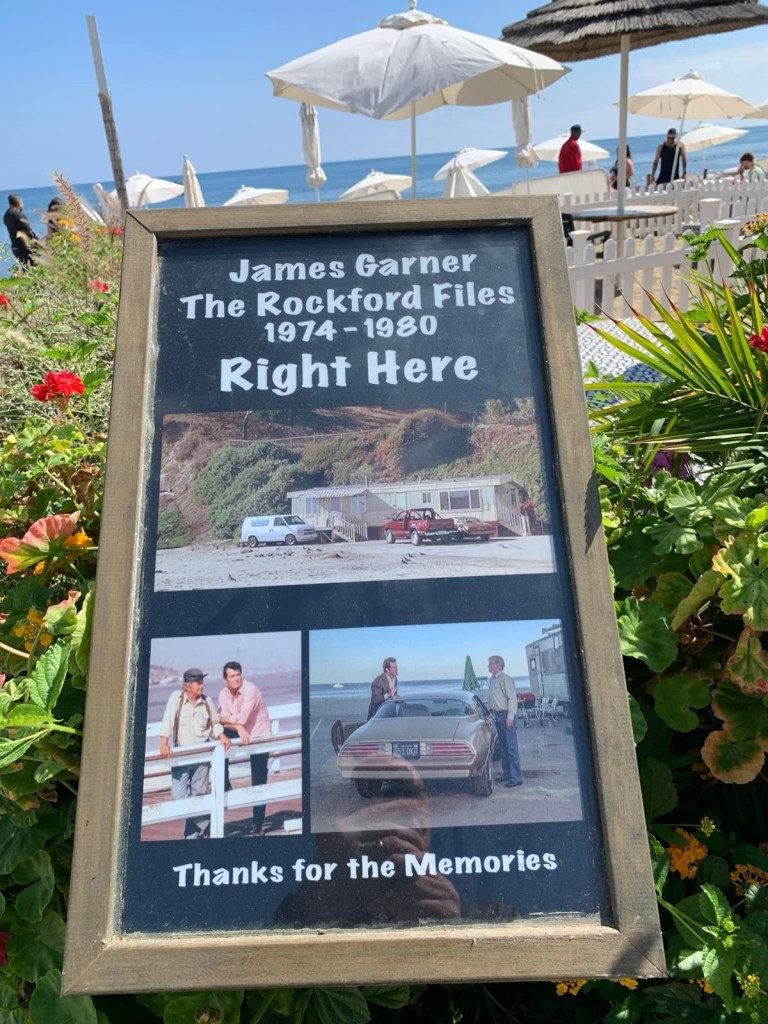 James Garner
The Rockford Files
1974-1980
Right Here
Thanks for the Memories